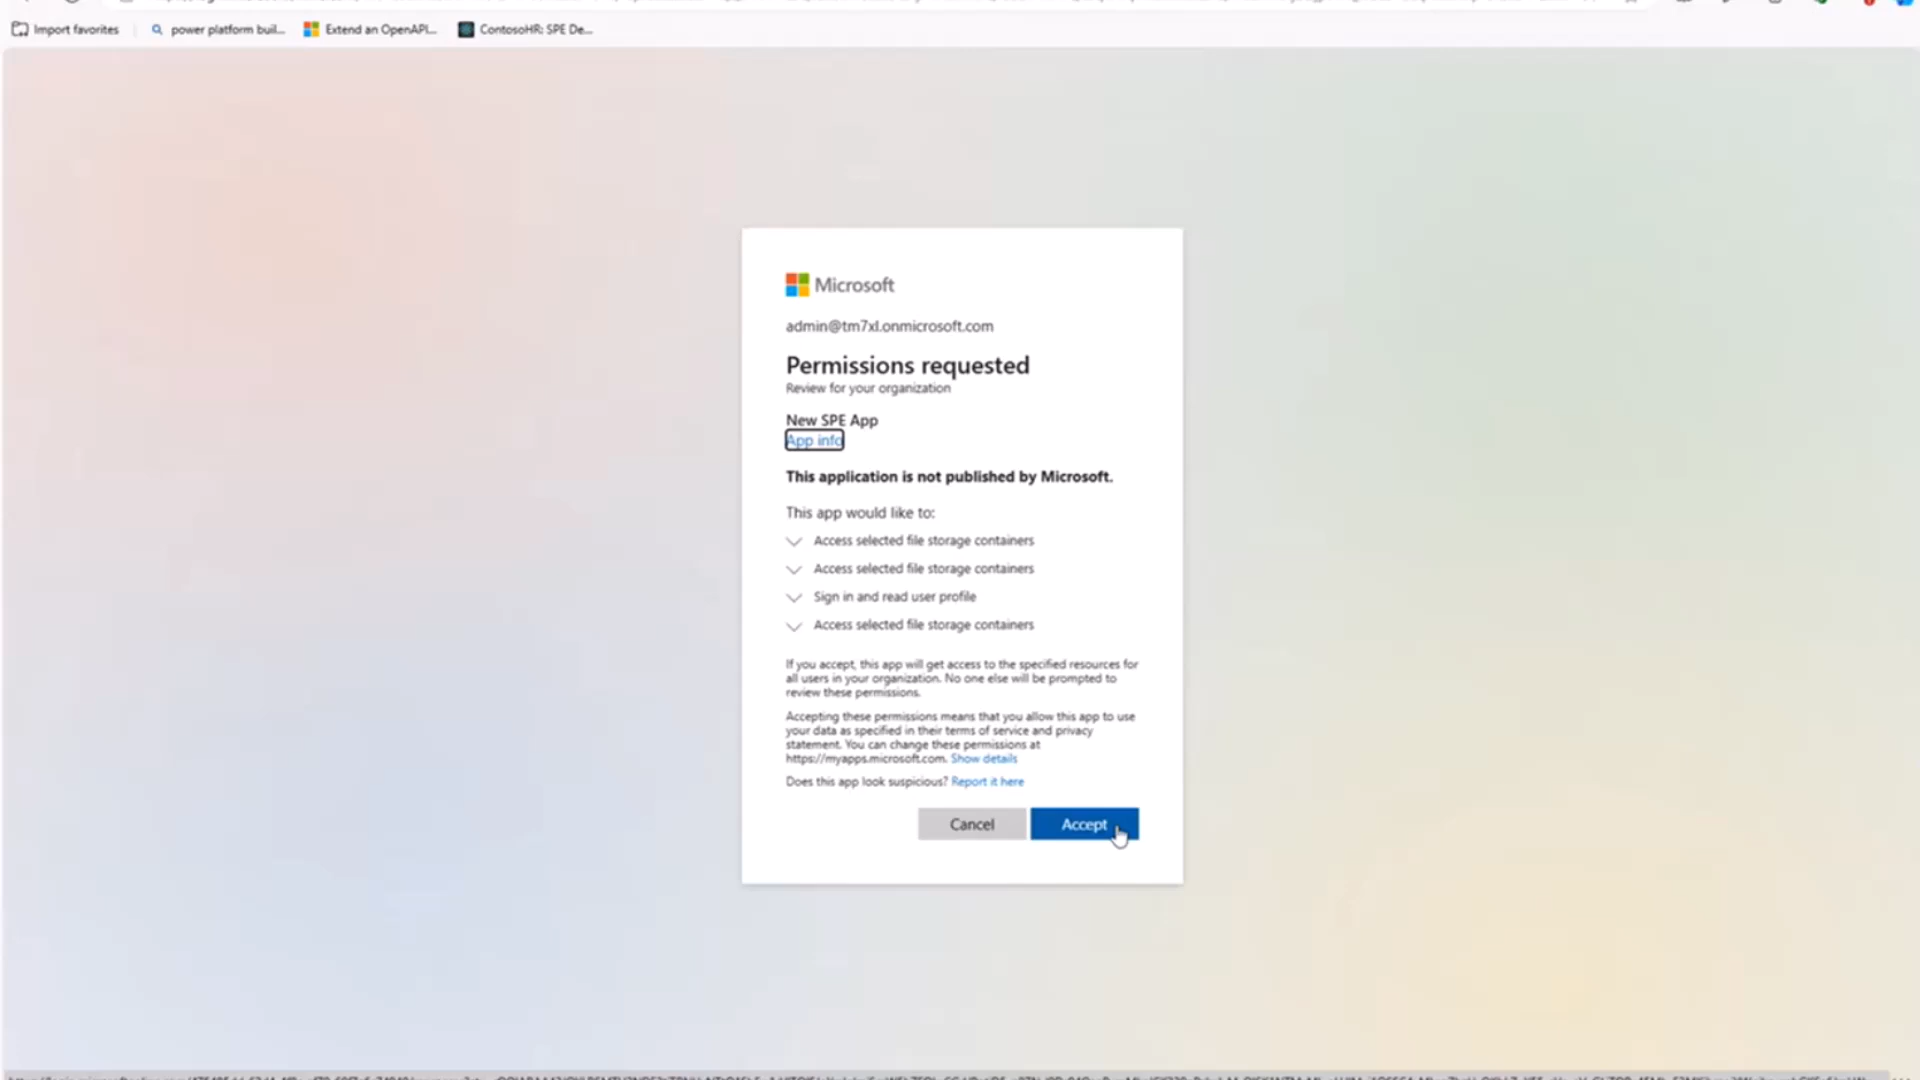 Import favorites
power platform buil...
Extend an OpenAPI...
ContosoHR: SPE De...
Microsoft
admin@tm7xl.onmicrosoft.com
Permissions requested
Review for your organization
New SPE App
App info
This application is not published by Microsoft.
This app would like to:
Access selected file storage containers
Access selected file storage containers
Sign in and read user profile
Access selected file storage containers
If you accept, this app will get access to the specified resources for
all users in your organization. No one else will be prompted to
review these permissions.
Accepting these permissions means that you allow this app to use
your data as specified in their terms of service and privacy
statement. You can change these permissions at
https://myapps.microsoft.com. Show details
Does this app look suspicious? Report it here
Cancel
Accept